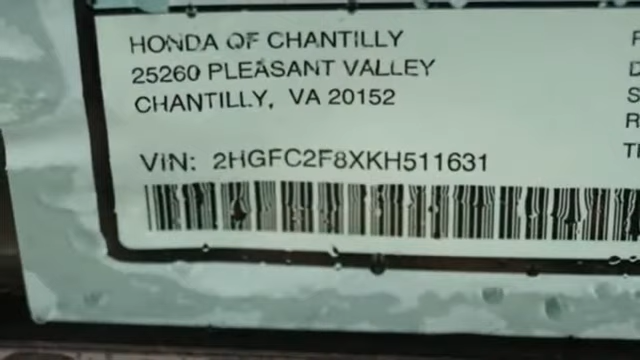 HONDA OF CHANTILLY
25260 PLEASANT VALLEY
CHANTILLY, VA 20152
VIN: 2HGFC2F8XKH511631